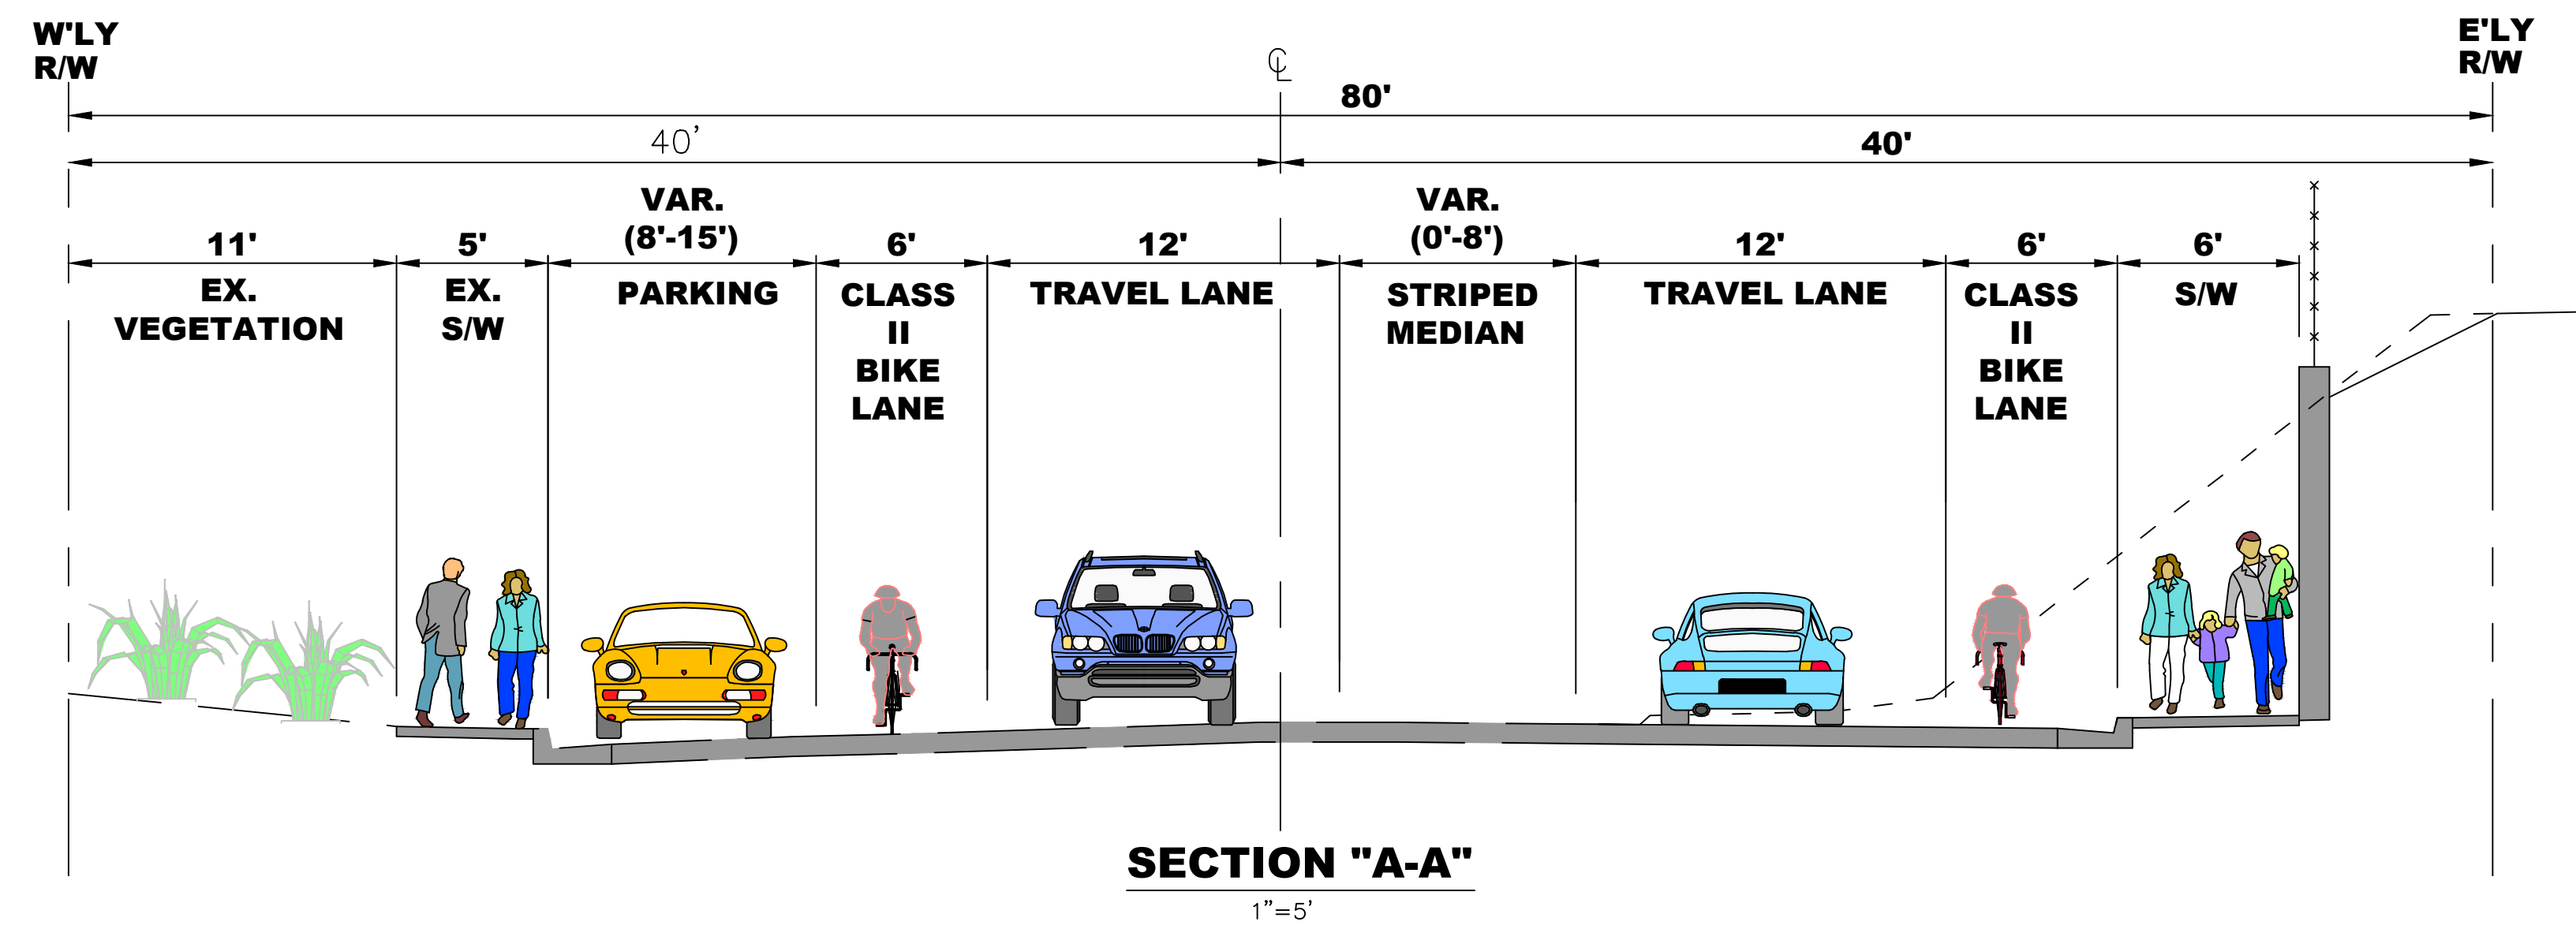 W'LY
R/W
E'LY
R/W
℄
80'
40'
40'
11'
EX.
VEGETATION
5'
EX.
S/W
VAR.
(8'-15')
PARKING
6'
CLASS
II
BIKE
LANE
12'
TRAVEL LANE
VAR.
(0'-8')
STRIPED
MEDIAN
12'
TRAVEL LANE
6'
CLASS
II
BIKE
LANE
6'
S/W
SECTION "A-A"
1"=5'